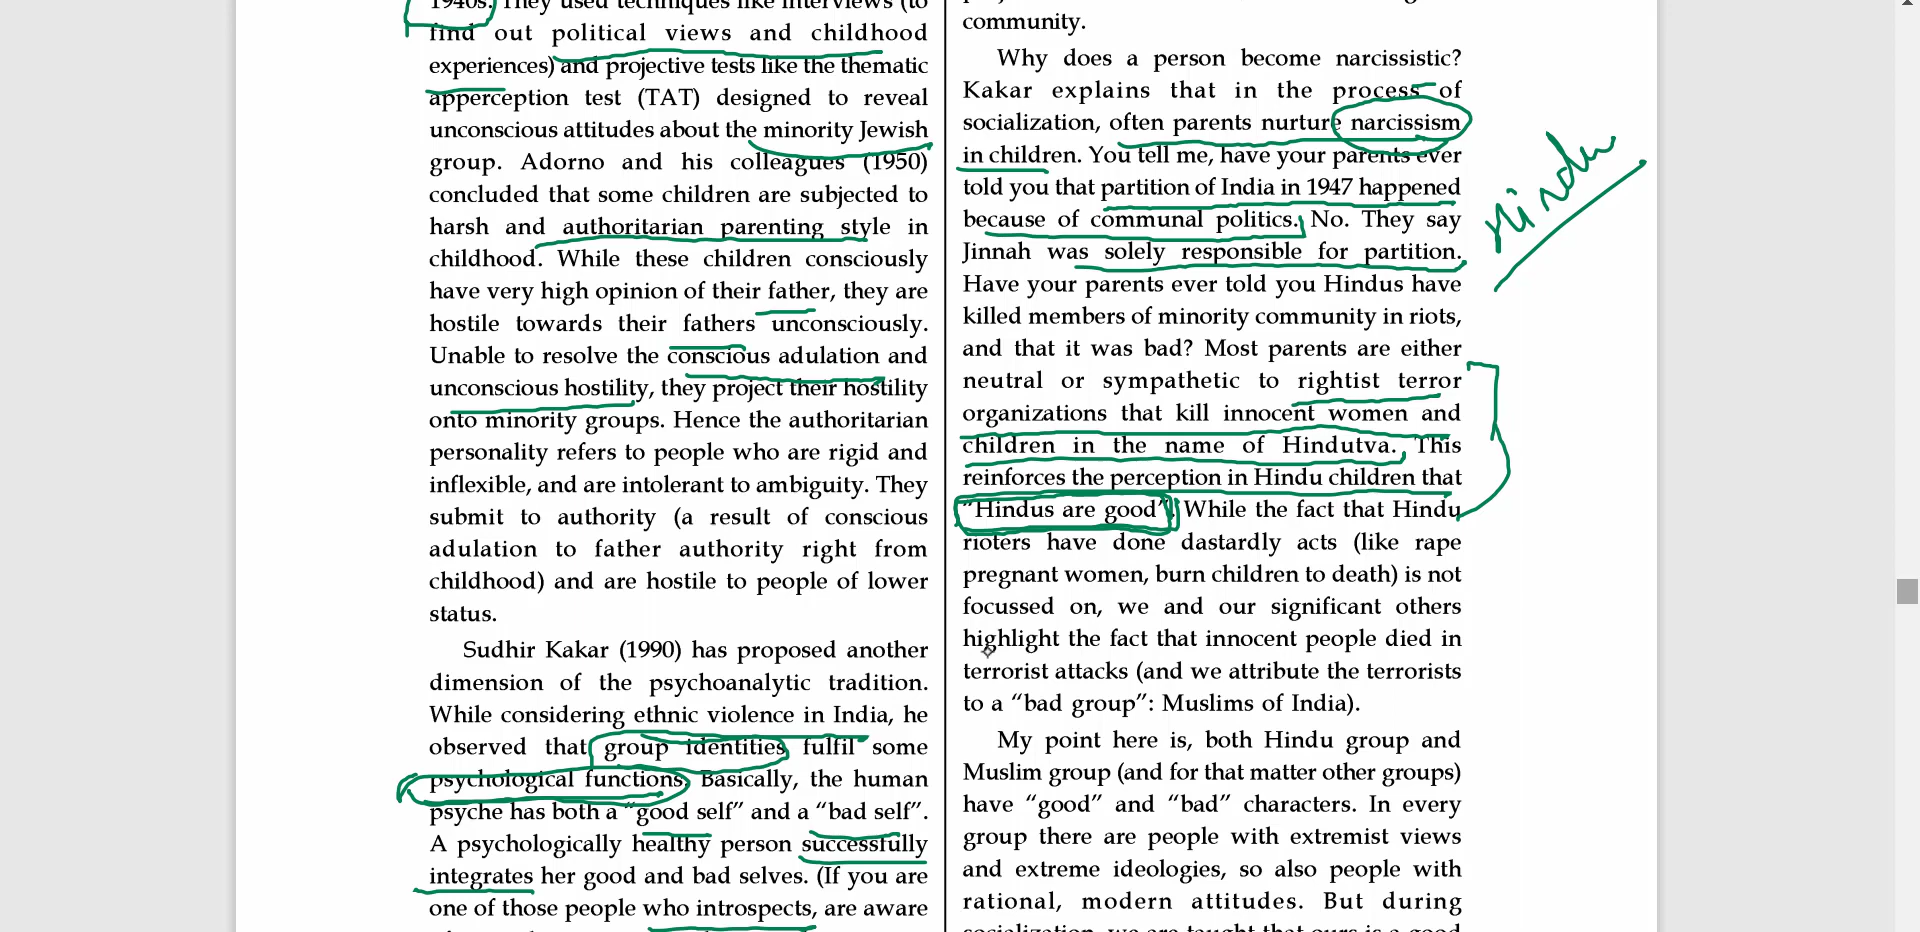 1940s. They used techniques like interviews (to
find out political views and childhood
experiences) and projective tests like the thematic
apperception test (TAT) designed to reveal
unconscious attitudes about the minority Jewish
group. Adorno and his colleagues (1950)
concluded that some children are subjected to
harsh and authoritarian parenting style in
childhood. While these children consciously
have very high opinion of their father, they are
hostile towards their fathers unconsciously.
Unable to resolve the conscious adulation and
unconscious hostility, they project their hostility
onto minority groups. Hence the authoritarian
personality refers to people who are rigid and
inflexible, and are intolerant to ambiguity. They
submit to authority (a result of conscious
adulation to father authority right from
childhood) and are hostile to people of lower
status.
Sudhir Kakar (1990) has proposed another
dimension of the psychoanalytic tradition.
While considering ethnic violence in India, he
observed that group identities fulfil some
psychological functions. Basically, the human
psyche has both a “good self” and a “bad self”.
A psychologically healthy person successfully
integrates her good and bad selves. (If you are
one of those people who introspects, are aware
community.
Why does a person become narcissistic?
Kakar explains that in the process of
socialization, often parents nurture narcissism
in children. You tell me, have your parents ever
told you that partition of India in 1947 happened
because of communal politics. No. They say
Jinnah was solely responsible for partition.
Have your parents ever told you Hindus have
killed members of minority community in riots,
and that it was bad? Most parents are either
neutral or sympathetic to rightist terror
organizations that kill innocent women and
children in the name of Hindutva. This
reinforces the perception in Hindu children that
“Hindus are good”. While the fact that Hindu
rioters have done dastardly acts (like rape
pregnant women, burn children to death) is not
focussed on, we and our significant others
highlight the fact that innocent people died in
terrorist attacks (and we attribute the terrorists
to a “bad group”: Muslims of India).
My point here is, both Hindu group and
Muslim group (and for that matter other groups)
have “good” and “bad” characters. In every
group there are people with extremist views
and extreme ideologies, so also people with
rational, modern attitudes. But during
socialization, we are taught that ours is a good
Hindu